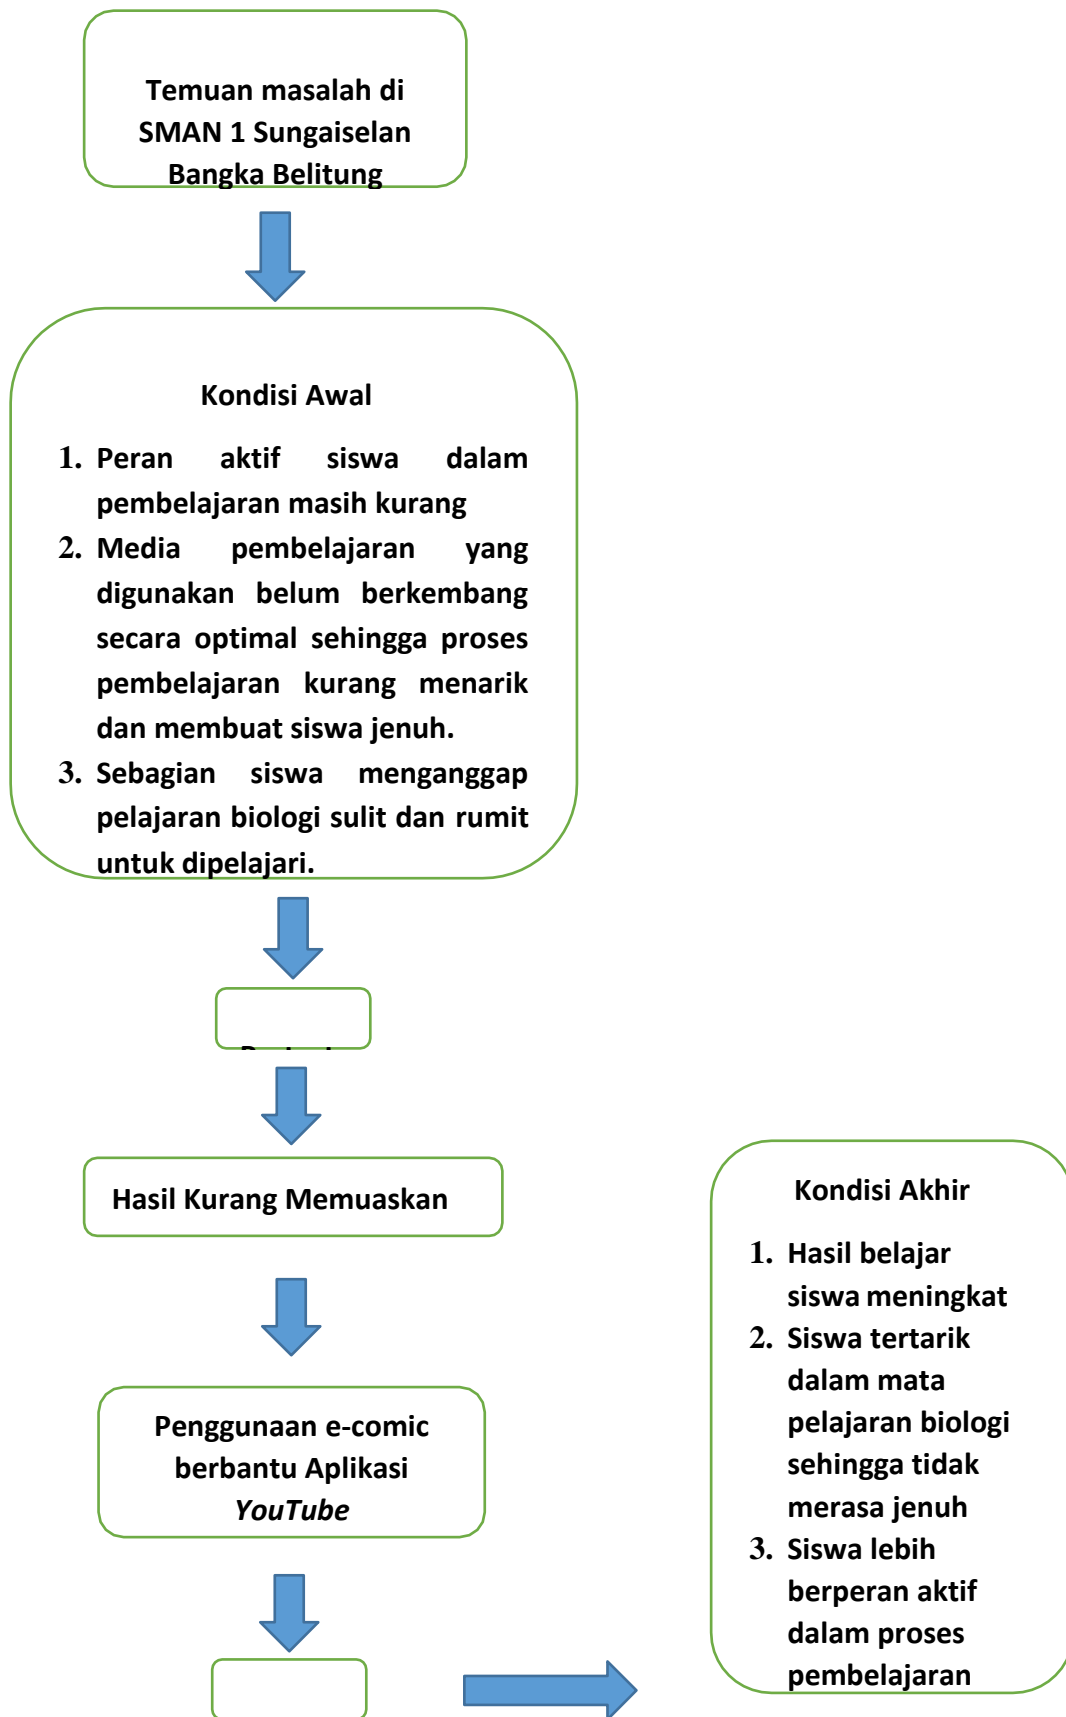 Temuan masalah di
SMAN 1 Sungaiselan
Bangka Belitung
Kondisi Awal
1. Peran aktif siswa dalam
pembelajaran masih kurang
2. Media pembelajaran yang
digunakan belum berkembang
secara optimal sehingga proses
pembelajaran kurang menarik
dan membuat siswa jenuh.
3. Sebagian siswa menganggap
pelajaran biologi sulit dan rumit
untuk dipelajari.
Hasil Kurang Memuaskan
Penggunaan e-comic
berbantu Aplikasi
YouTube
Kondisi Akhir
1. Hasil belajar
siswa meningkat
2. Siswa tertarik
dalam mata
pelajaran biologi
sehingga tidak
merasa jenuh
3. Siswa lebih
berperan aktif
dalam proses
pembelajaran